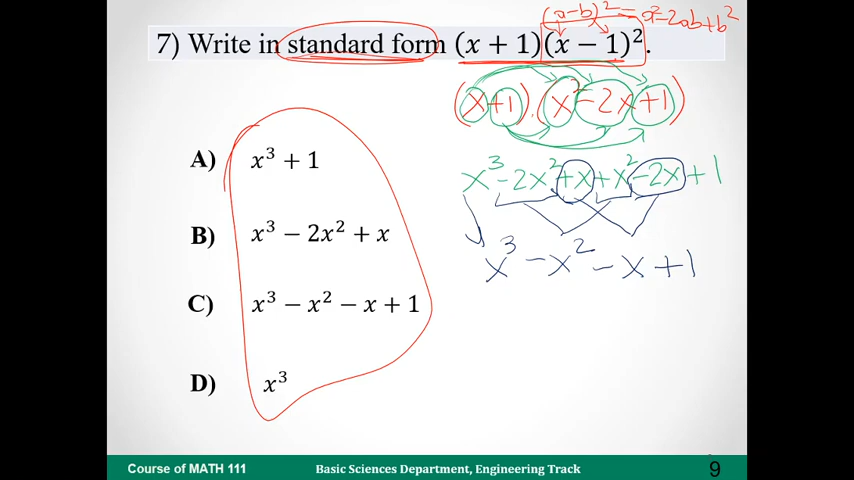 (a-b)² = a²-2ab+b²
7) Write in standard form (x + 1)(x − 1)².
(x+1).(x²-2x+1)
A) x³ + 1
x³-2x²+x+x²-2x+1
B) x³ − 2x² + x
x³-x²-x+1
C) x³ − x² − x + 1
D) x³
Course of MATH 111 Basic Sciences Department, Engineering Track 9